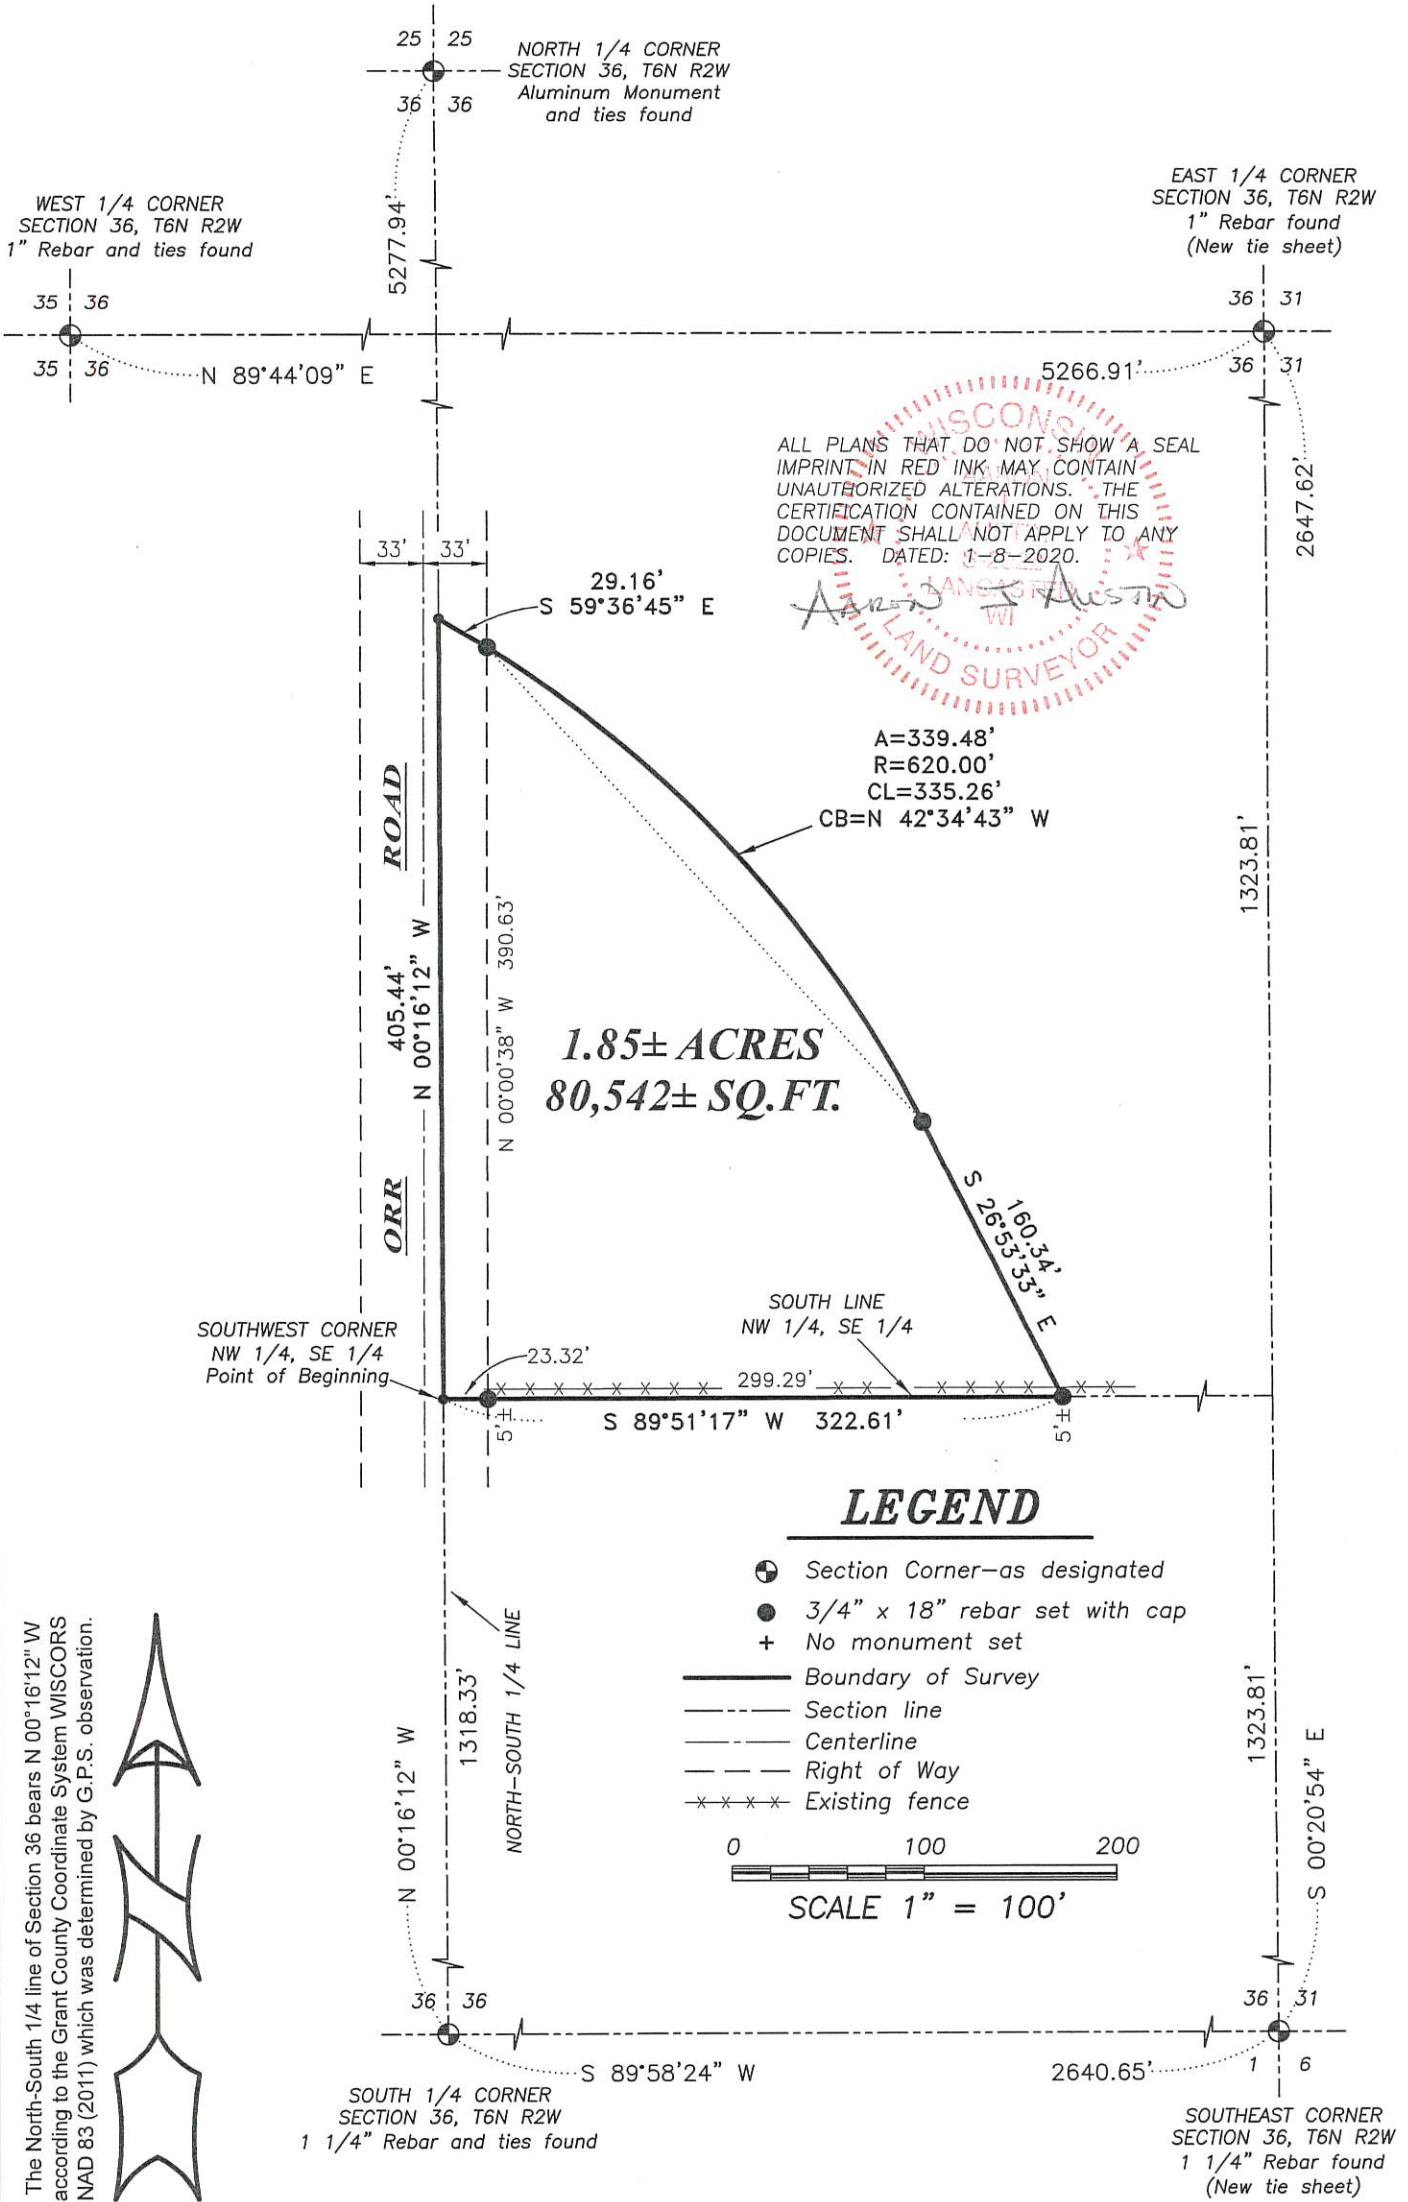 25 25
NORTH 1/4 CORNER
SECTION 36, T6N R2W
Aluminum Monument
and ties found
36 36
5277.94'
WEST 1/4 CORNER
SECTION 36, T6N R2W
1" Rebar and ties found
35 36
35 36
N 89°44'09" E
EAST 1/4 CORNER
SECTION 36, T6N R2W
1" Rebar found
(New tie sheet)
36 31
36 31
5266.91'
2647.62'
ALL PLANS THAT DO NOT SHOW A SEAL
IMPRINT IN RED INK MAY CONTAIN
UNAUTHORIZED ALTERATIONS. THE
CERTIFICATION CONTAINED ON THIS
DOCUMENT SHALL NOT APPLY TO ANY
COPIES. DATED: 1-8-2020.
WISCONSIN
AARON
AUSTIN
LANCASTER
WI
LAND SURVEYOR
AARON J AUSTIN
33' 33'
29.16'
S 59°36'45" E
A=339.48'
R=620.00'
CL=335.26'
CB=N 42°34'43" W
1323.81'
ORR ROAD
405.44'
N 00°16'12" W
N 00°00'38" W 390.63'
1.85± ACRES
80,542± SQ.FT.
160.34'
S 26°53'33" E
SOUTH LINE
NW 1/4, SE 1/4
SOUTHWEST CORNER
NW 1/4, SE 1/4
Point of Beginning
23.32'
299.29'
5'±
S 89°51'17" W 322.61'
5'±
LEGEND
Section Corner-as designated
3/4" x 18" rebar set with cap
+ No monument set
Boundary of Survey
Section line
Centerline
Right of Way
x x x x Existing fence
0 100 200
SCALE 1" = 100'
NORTH-SOUTH 1/4 LINE
1318.33'
N 00°16'12" W
1323.81'
S 00°20'54" E
The North-South 1/4 line of Section 36 bears N 00°16'12" W
according to the Grant County Coordinate System WISCORS
NAD 83 (2011) which was determined by G.P.S. observation.
36 36
S 89°58'24" W
SOUTH 1/4 CORNER
SECTION 36, T6N R2W
1 1/4" Rebar and ties found
36 31
1 6
2640.65'
SOUTHEAST CORNER
SECTION 36, T6N R2W
1 1/4" Rebar found
(New tie sheet)